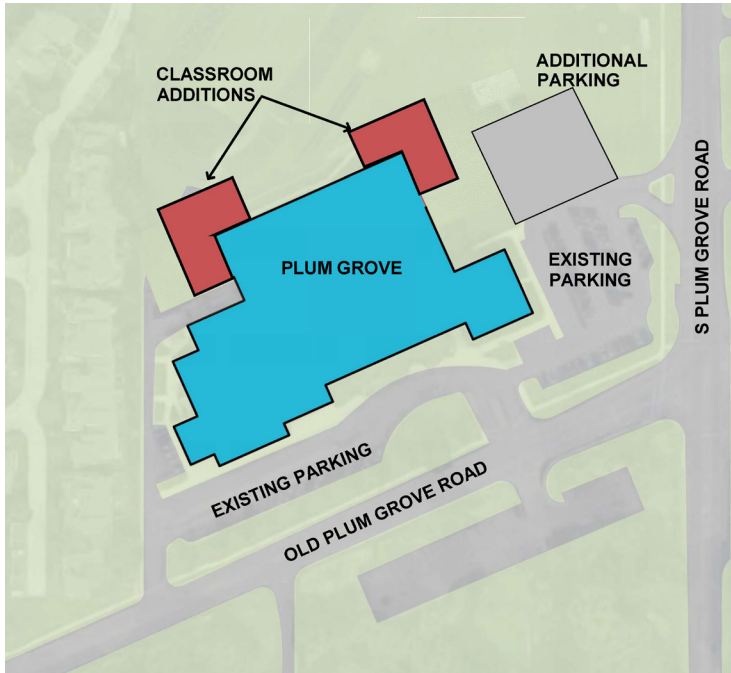 CLASSROOM
ADDITIONS
ADDITIONAL
PARKING
S PLUM GROVE ROAD
PLUM GROVE
EXISTING
PARKING
EXISTING PARKING
OLD PLUM GROVE ROAD